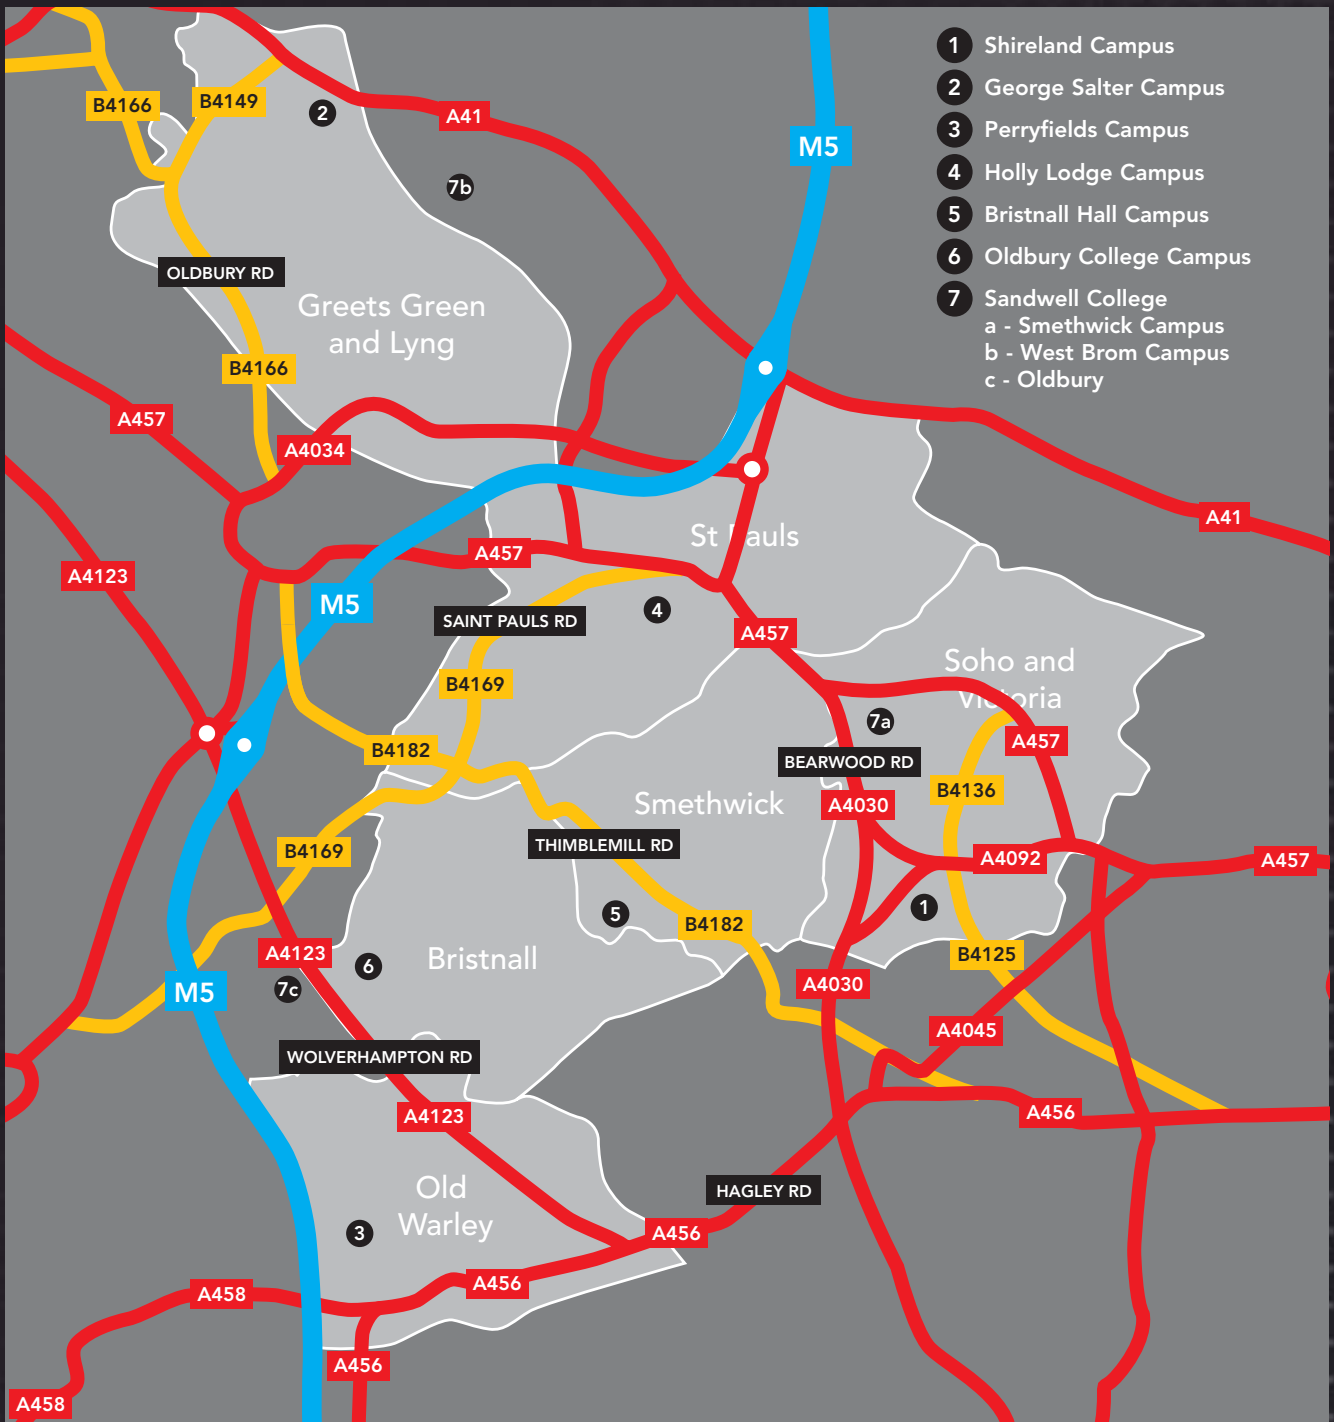 1 Shireland Campus
2 George Salter Campus
3 Perryfields Campus
4 Holly Lodge Campus
5 Bristnall Hall Campus
6 Oldbury College Campus
7 Sandwell College
a - Smethwick Campus
b - West Brom Campus
c - Oldbury
B4166
B4149
2
A41
M5
7b
OLDBURY RD
Greets Green
and Lyng
B4166
A457
A4034
A41
St Pauls
A457
A4123
M5
4
SAINT PAULS RD
A457
Soho and
Victoria
B4169
7a
A457
B4182
BEARWOOD RD
B4136
Smethwick
A4030
THIMBLEMILL RD
B4169
A4092
A457
1
5
B4182
A4123
6
Bristnall
B4125
7c
M5
A4030
A4045
WOLVERHAMPTON RD
A4123
A456
Old
Warley
HAGLEY RD
3
A456
A456
A458
A456
A458